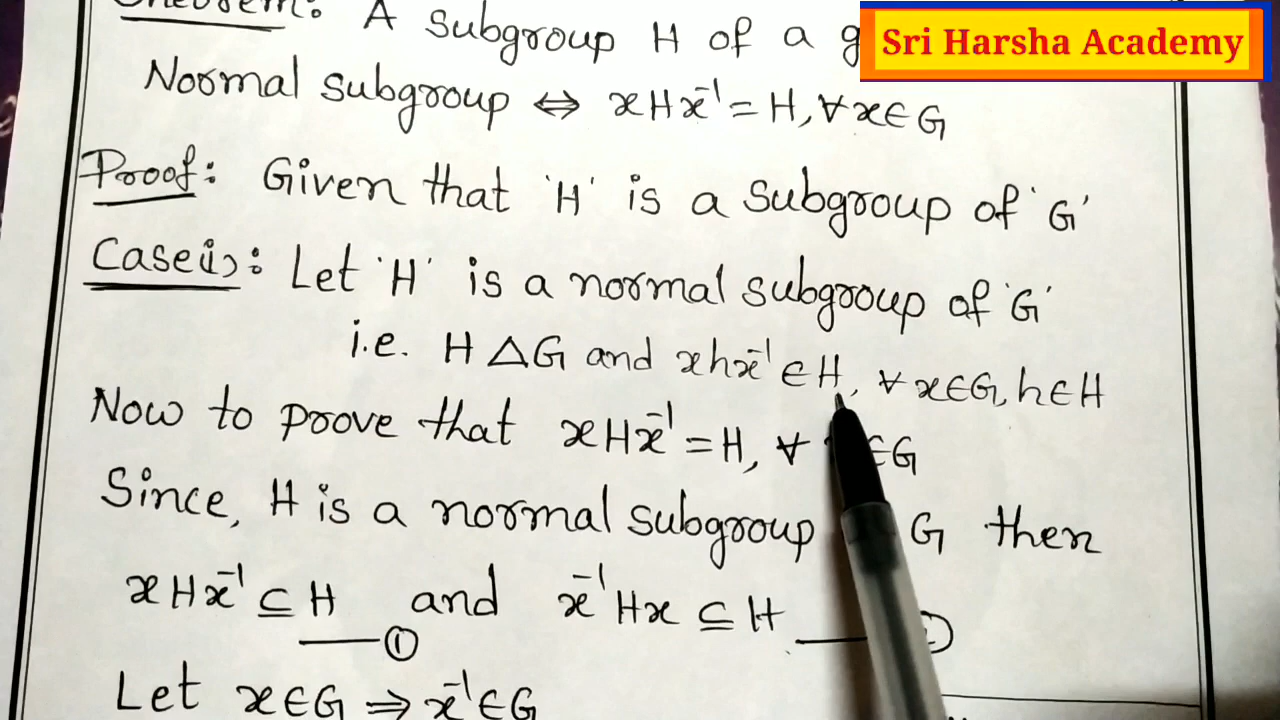 Theorem: A Subgroup H of a g
Sri Harsha Academy
Normal subgroup ⇔ xHx⁻¹ = H, ∀ x∈G
Proof: Given that 'H' is a Subgroup of 'G'
Case(i): Let 'H' is a normal subgroup of 'G'
i.e. H △ G and xhx⁻¹ ∈ H, ∀ x∈G, h∈H
Now to prove that xHx⁻¹ = H, ∀ ∈G
Since, H is a normal subgroup G then
xHx⁻¹ ⊆ H and x⁻¹Hx ⊆ H
①
Let x∈G ⇒ x⁻¹∈G